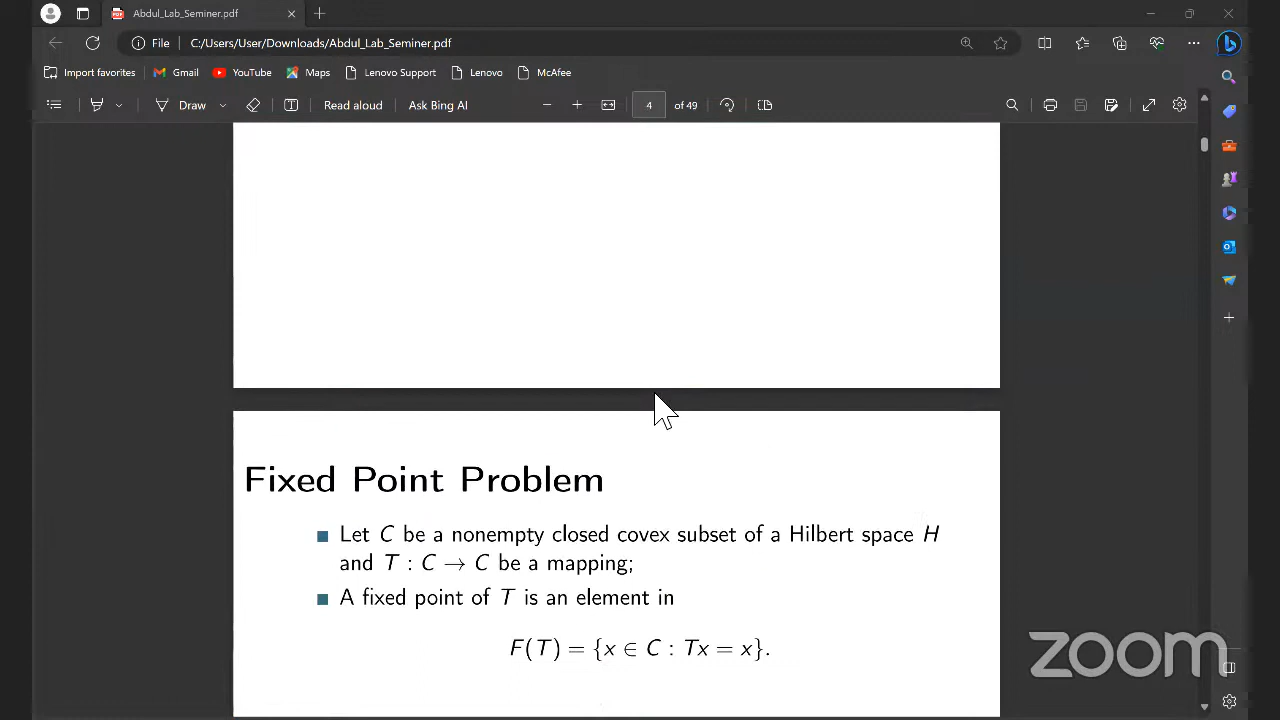 Abdul_Lab_Seminer.pdf
File C:/Users/User/Downloads/Abdul_Lab_Seminer.pdf
Import favorites Gmail YouTube Maps Lenovo Support Lenovo McAfee
Draw Read aloud Ask Bing AI 4 of 49
Fixed Point Problem
Let C be a nonempty closed covex subset of a Hilbert space H
and T : C → C be a mapping;
A fixed point of T is an element in
F(T) = {x ∈ C : Tx = x}.
zoom